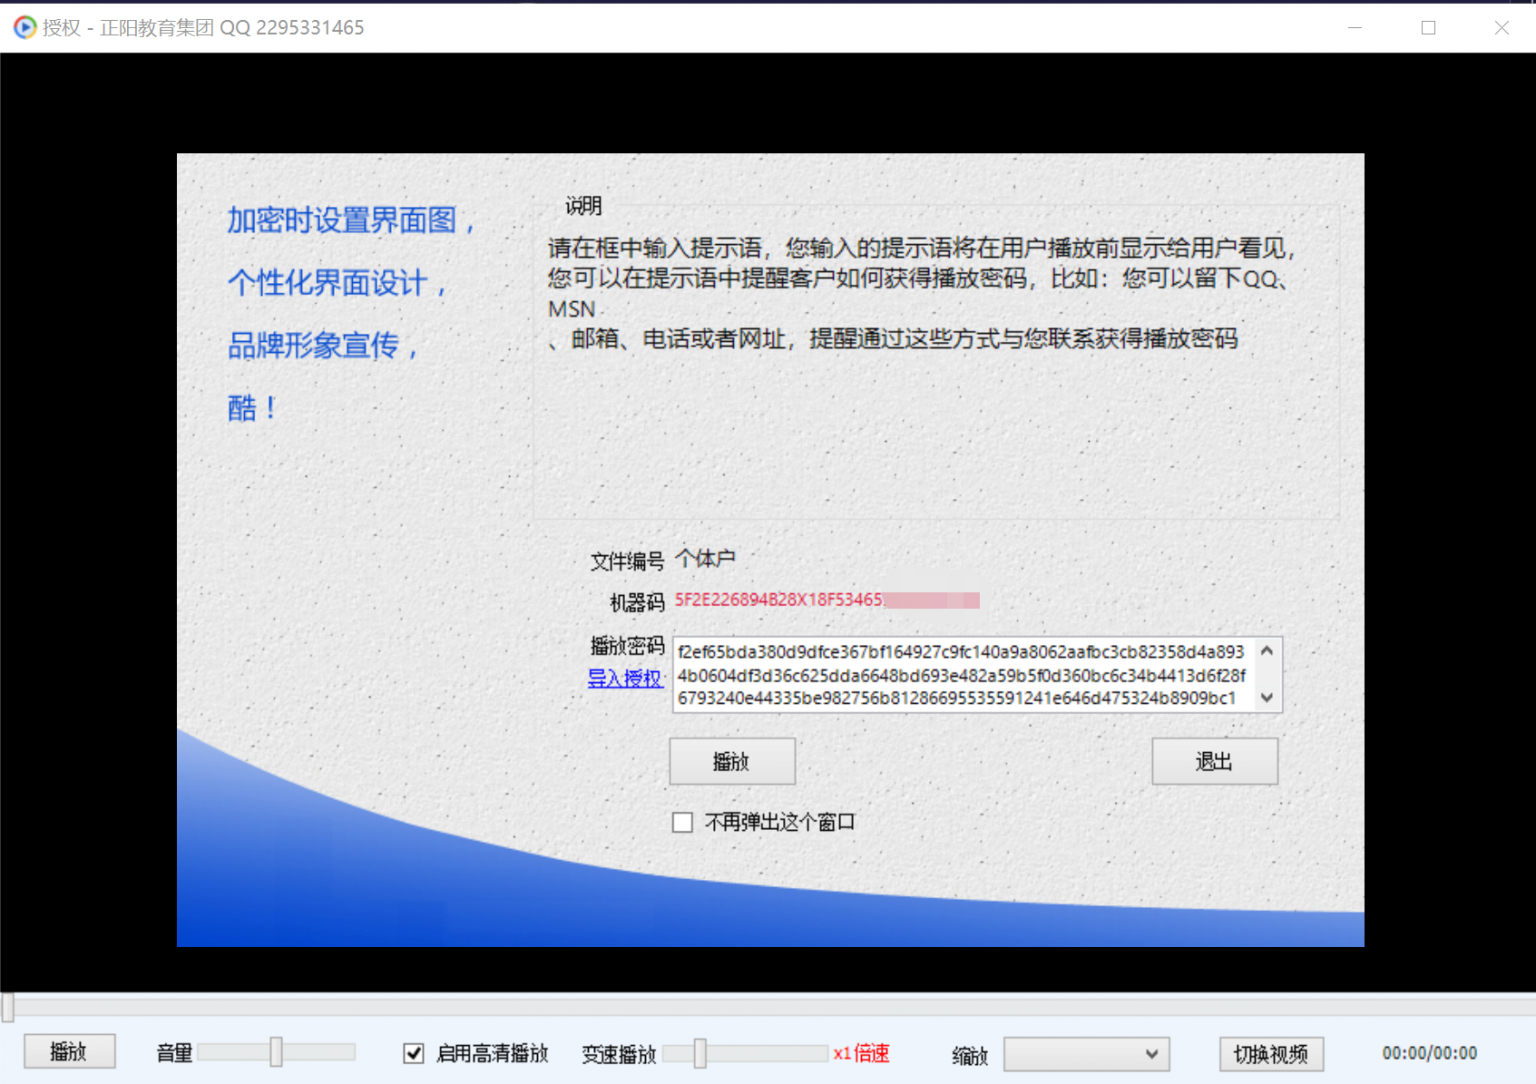 授权 - 正阳教育集团 QQ 2295331465
加密时设置界面图，
个性化界面设计，
品牌形象宣传，
酷！
说明
请在框中输入提示语，您输入的提示语将在用户播放前显示给用户看见，
您可以在提示语中提醒客户如何获得播放密码，比如：您可以留下QQ、
MSN
、邮箱、电话或者网址，提醒通过这些方式与您联系获得播放密码
文件编号 个体户
机器码 5F2E226894B28X18F53465
播放密码
导入授权
f2ef65bda380d9dfce367bf164927c9fc140a9a8062aafbc3cb82358d4a893
4b0604df3d36c625dda6648bd693e482a59b5f0d360bc6c34b4413d6f28f
6793240e44335be982756b81286695535591241e646d475324b8909bc1
播放 退出
不再弹出这个窗口
播放 音量 启用高清播放 变速播放 x1倍速 缩放 切换视频 00:00/00:00